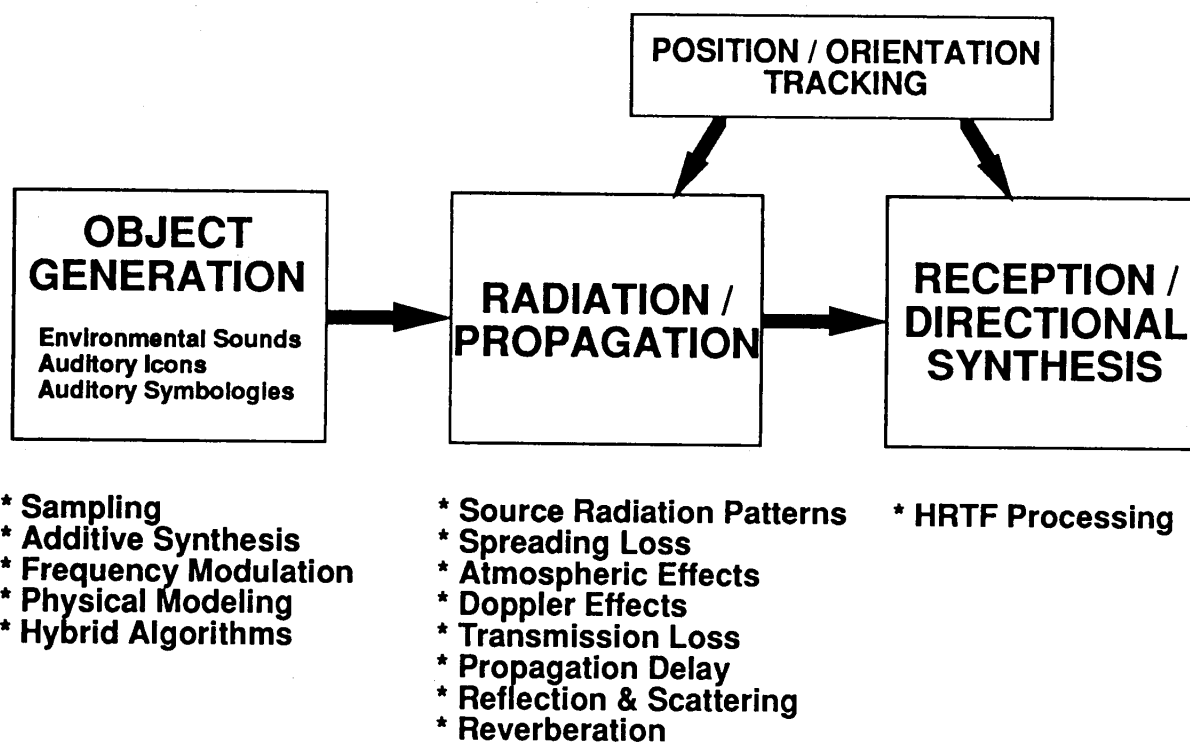 POSITION / ORIENTATION
TRACKING
OBJECT
GENERATION
Environmental Sounds
Auditory Icons
Auditory Symbologies
RADIATION /
PROPAGATION
RECEPTION /
DIRECTIONAL
SYNTHESIS
* Sampling
* Additive Synthesis
* Frequency Modulation
* Physical Modeling
* Hybrid Algorithms
* Source Radiation Patterns
* Spreading Loss
* Atmospheric Effects
* Doppler Effects
* Transmission Loss
* Propagation Delay
* Reflection & Scattering
* Reverberation
* HRTF Processing